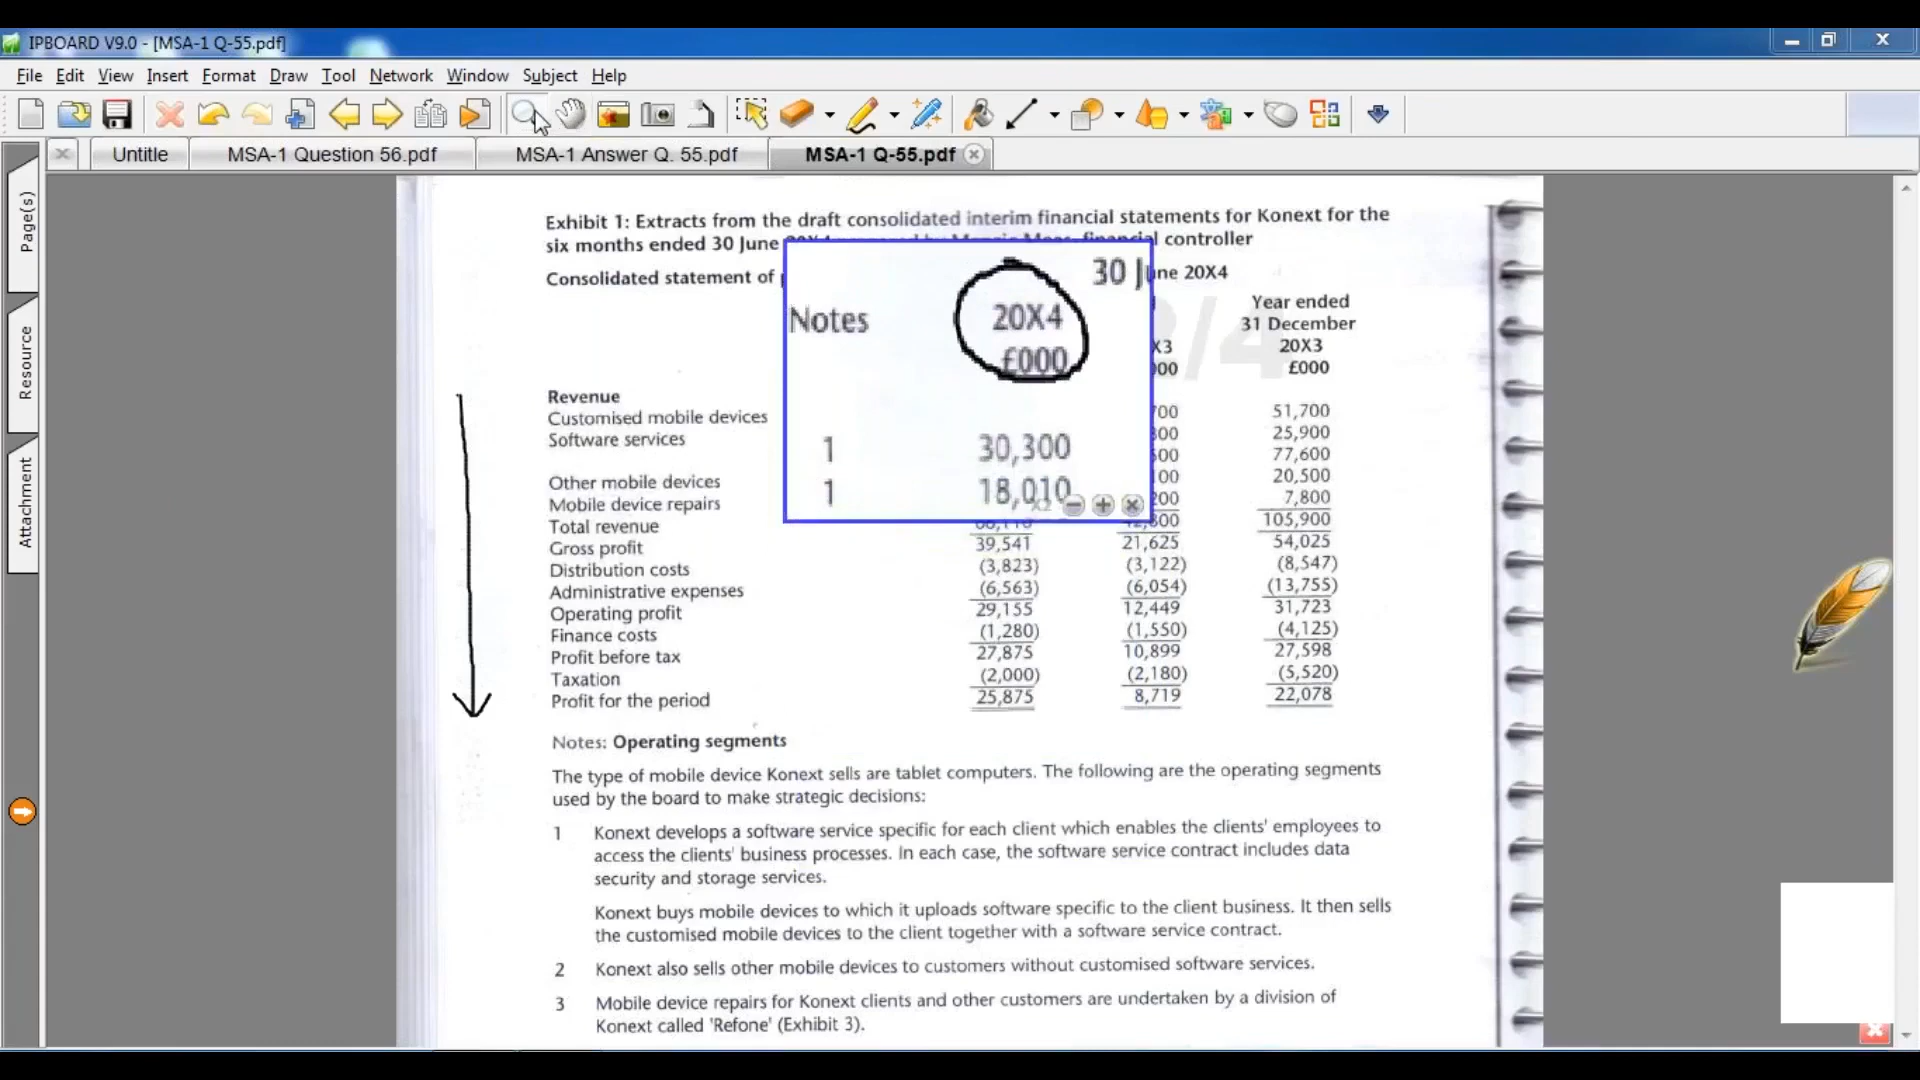 IPBOARD V9.0 - [MSA-1 Q-55.pdf]
File Edit View Insert Format Draw Tool Network Window Subject Help
Untitle MSA-1 Question 56.pdf MSA-1 Answer Q. 55.pdf MSA-1 Q-55.pdf
Page(s)
Resource
Attachment
Exhibit 1: Extracts from the draft consolidated interim financial statements for Konext for the
six months ended 30 June financial controller
Consolidated statement of 30 June 20X4
Year ended
31 December
Notes 20X4 X3 20X3
£000 000 £000
Revenue
Customised mobile devices 1 30,300 700 51,700
Software services 1 18,010 25,900
77,600
Other mobile devices 100 20,500
Mobile device repairs 200 7,800
Total revenue 105,900
Gross profit 39,541 21,625 54,025
Distribution costs (3,823) (3,122) (8,547)
Administrative expenses (6,563) (6,054) (13,755)
Operating profit 29,155 12,449 31,723
Finance costs (1,280) (1,550) (4,125)
Profit before tax 27,875 10,899 27,598
Taxation (2,000) (2,180) (5,520)
Profit for the period 25,875 8,719 22,078
Notes: Operating segments
The type of mobile device Konext sells are tablet computers. The following are the operating segments
used by the board to make strategic decisions:
1 Konext develops a software service specific for each client which enables the clients' employees to
access the clients' business processes. In each case, the software service contract includes data
security and storage services.
Konext buys mobile devices to which it uploads software specific to the client business. It then sells
the customised mobile devices to the client together with a software service contract.
2 Konext also sells other mobile devices to customers without customised software services.
3 Mobile device repairs for Konext clients and other customers are undertaken by a division of
Konext called 'Refone' (Exhibit 3).